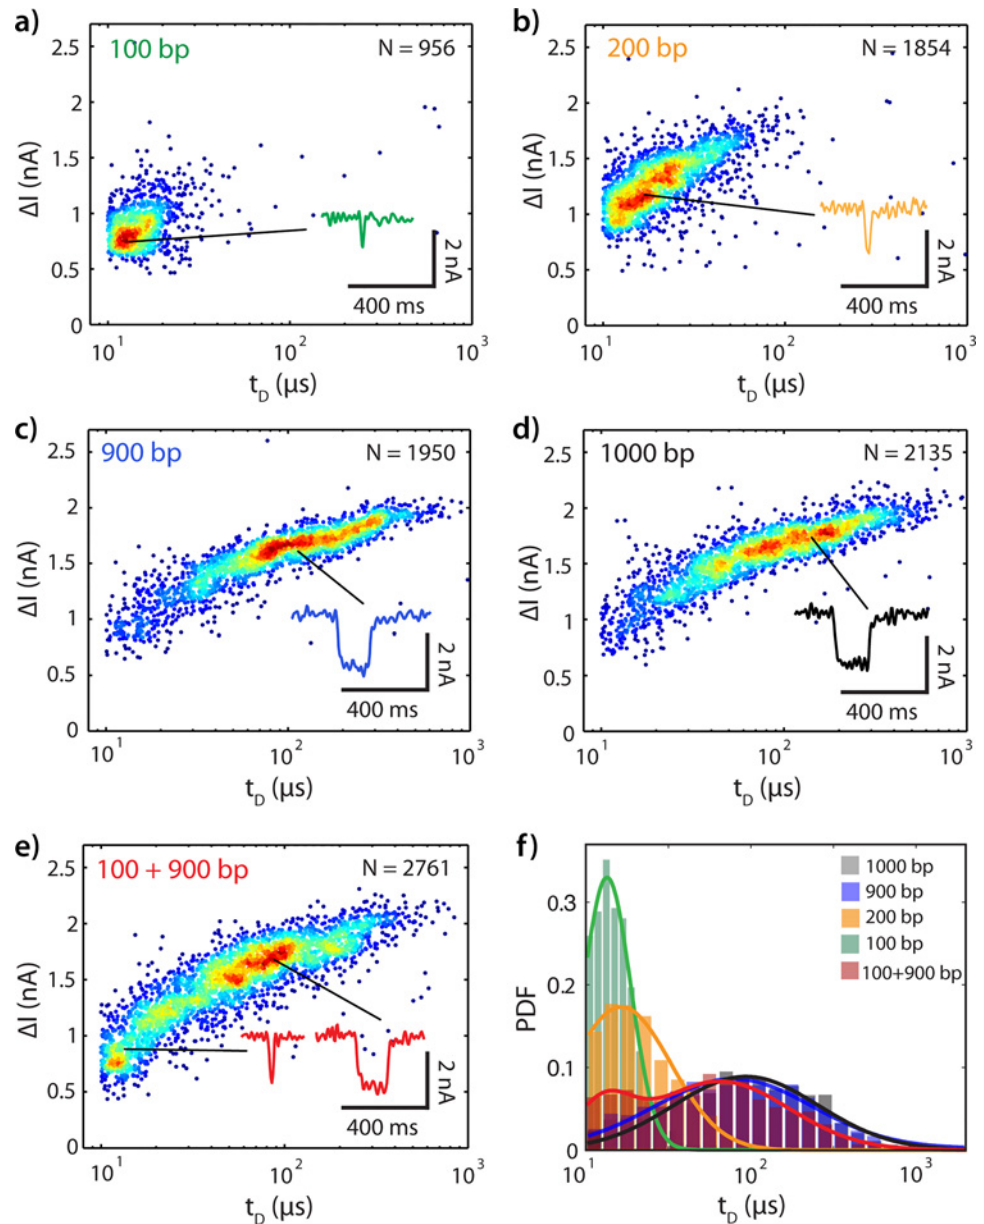 a)
100 bp
N = 956
2.5
2
1.5
1
0.5
0
ΔI (nA)
2 nA
400 ms
10¹
10²
10³
t_D (µs)
b)
200 bp
N = 1854
2.5
2
1.5
1
0.5
0
ΔI (nA)
2 nA
400 ms
10¹
10²
10³
t_D (µs)
c)
900 bp
N = 1950
2.5
2
1.5
1
0.5
0
ΔI (nA)
2 nA
400 ms
10¹
10²
10³
t_D (µs)
d)
1000 bp
N = 2135
2.5
2
1.5
1
0.5
0
ΔI (nA)
2 nA
400 ms
10¹
10²
10³
t_D (µs)
e)
100 + 900 bp
N = 2761
2.5
2
1.5
1
0.5
0
ΔI (nA)
2 nA
400 ms
10¹
10²
10³
t_D (µs)
f)
1000 bp
900 bp
200 bp
100 bp
100+900 bp
0.3
0.2
0.1
0
PDF
10¹
10²
10³
t_D (µs)